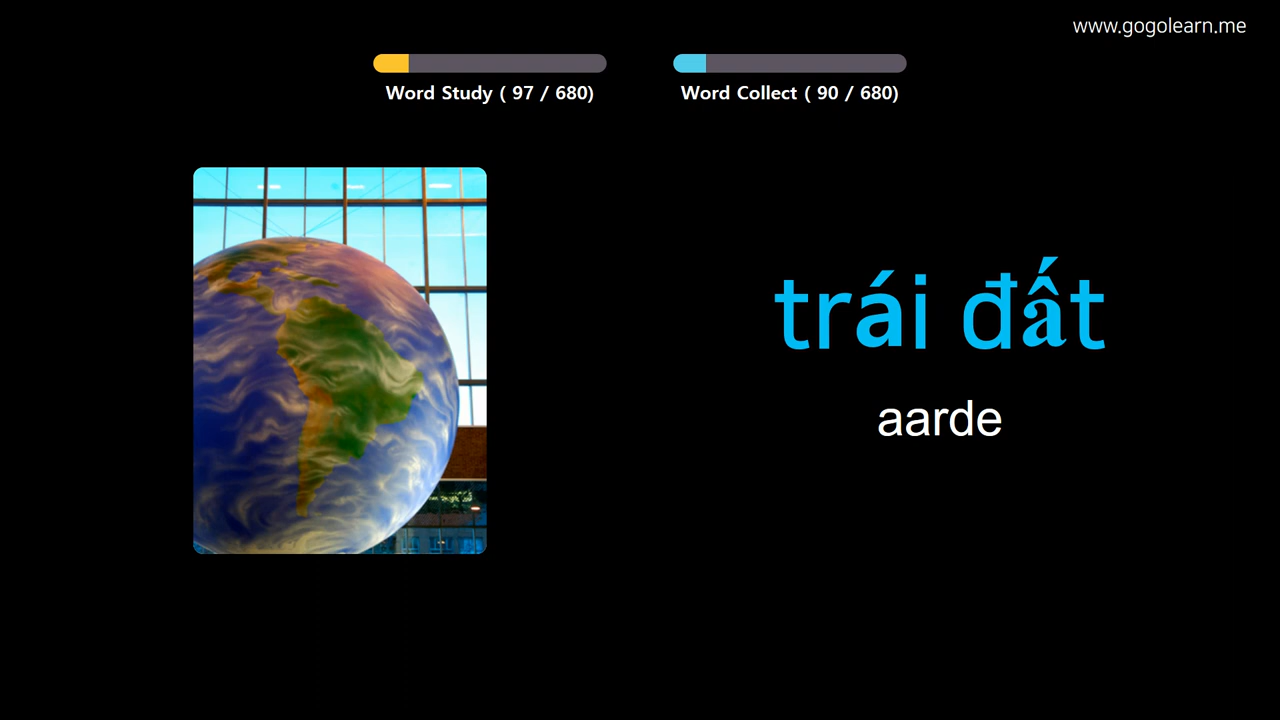 www.gogolearn.me
Word Study ( 97 / 680)
Word Collect ( 90 / 680)
trái đất
aarde